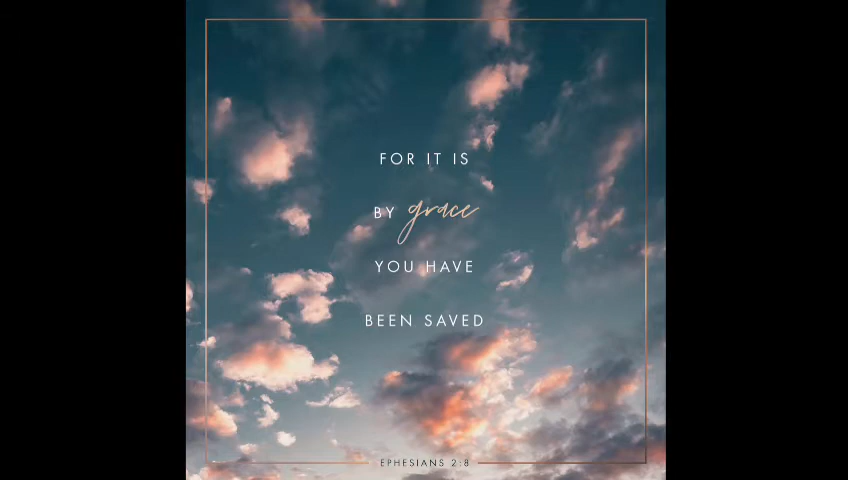 FOR IT IS
BY grace
YOU HAVE
BEEN SAVED
EPHESIANS 2:8